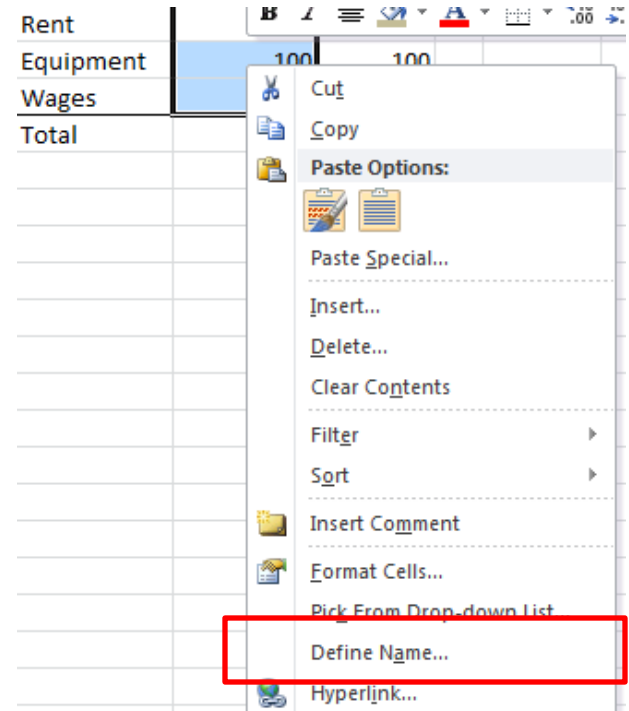 Rent
B I A .00
Equipment 100 100
Wages
Total
Cut
Copy
Paste Options:
Paste Special...
Insert...
Delete...
Clear Contents
Filter
Sort
Insert Comment
Format Cells...
Pick From Drop-down List...
Define Name...
Hyperlink...